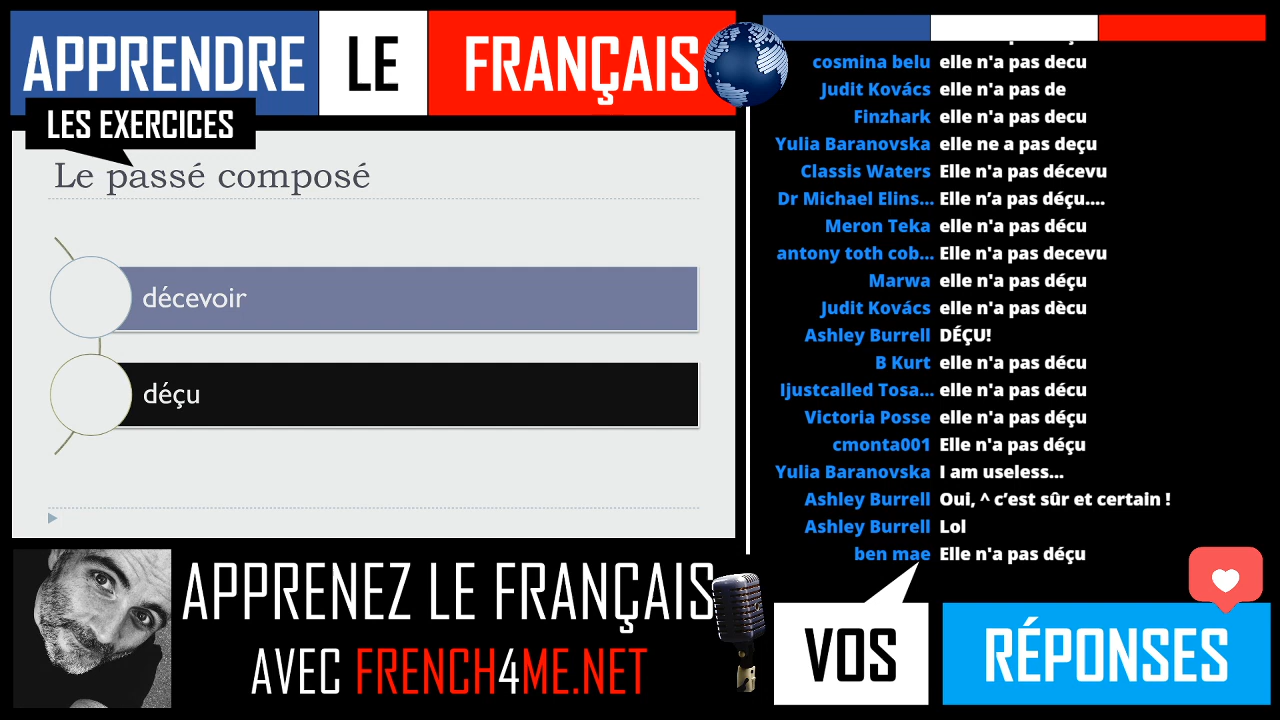 APPRENDRE LE FRANÇAIS
LES EXERCICES
Le passé composé
décevoir
déçu
APPRENEZ LE FRANÇAIS
AVEC FRENCH4ME.NET
cosmina belu elle n'a pas decu
Judit Kovács elle n'a pas de
Finzhark elle n'a pas decu
Yulia Baranovska elle ne a pas deçu
Classis Waters Elle n'a pas décevu
Dr Michael Elins... Elle n’a pas déçu....
Meron Teka elle n'a pas décu
antony toth cob... Elle n'a pas decevu
Marwa elle n'a pas déçu
Judit Kovács elle n'a pas dècu
Ashley Burrell DÉÇU!
B Kurt elle n'a pas décu
Ijustcalled Tosa... elle n'a pas décu
Victoria Posse elle n'a pas déçu
cmonta001 Elle n'a pas déçu
Yulia Baranovska I am useless...
Ashley Burrell Oui, ^ c’est sûr et certain !
Ashley Burrell Lol
ben mae Elle n'a pas déçu
VOS RÉPONSES